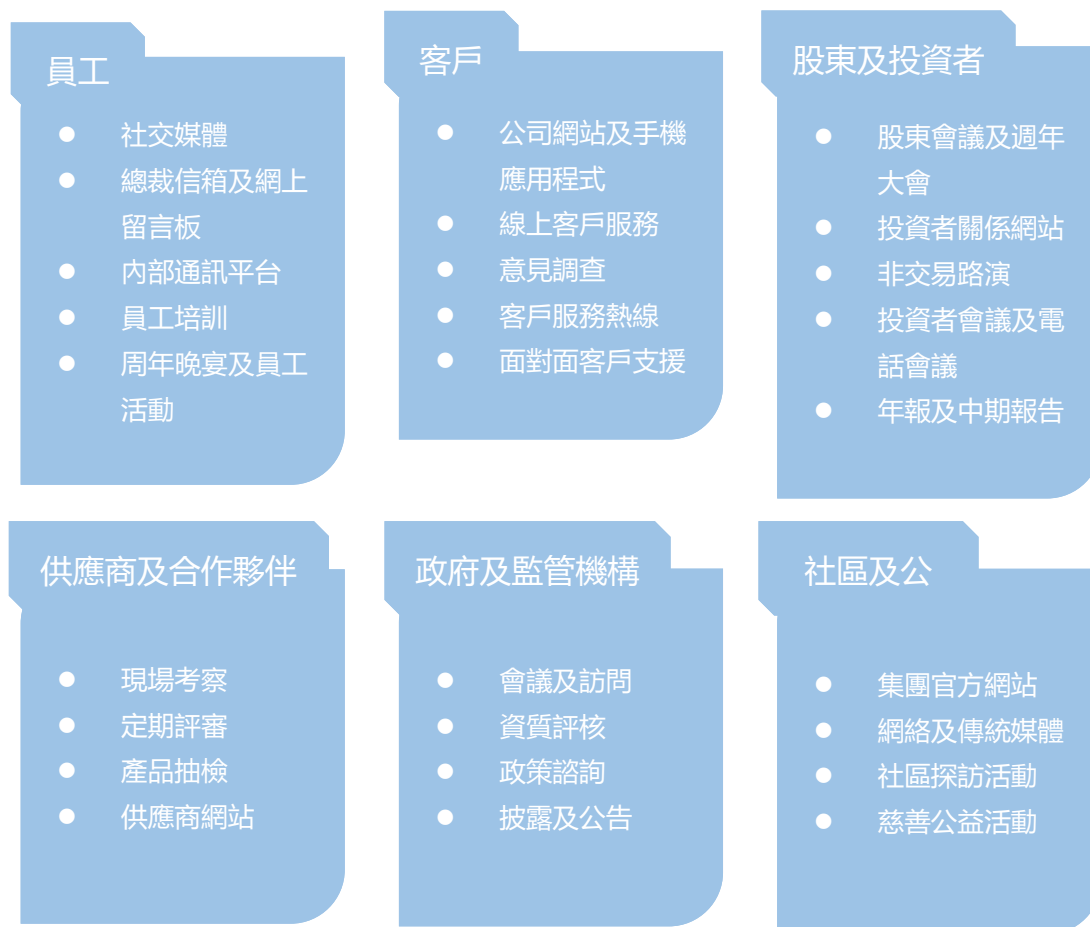 員工
● 社交媒體
● 總裁信箱及網上
留言板
● 內部通訊平台
● 員工培訓
● 周年晚宴及員工
活動
客戶
● 公司網站及手機
應用程式
● 線上客戶服務
● 意見調查
● 客戶服務熱線
● 面對面客戶支援
股東及投資者
● 股東會議及週年
大會
● 投資者關係網站
● 非交易路演
● 投資者會議及電
話會議
● 年報及中期報告
供應商及合作夥伴
● 現場考察
● 定期評審
● 產品抽檢
● 供應商網站
政府及監管機構
● 會議及訪問
● 資質評核
● 政策諮詢
● 披露及公告
社區及公
● 集團官方網站
● 網絡及傳統媒體
● 社區探訪活動
● 慈善公益活動